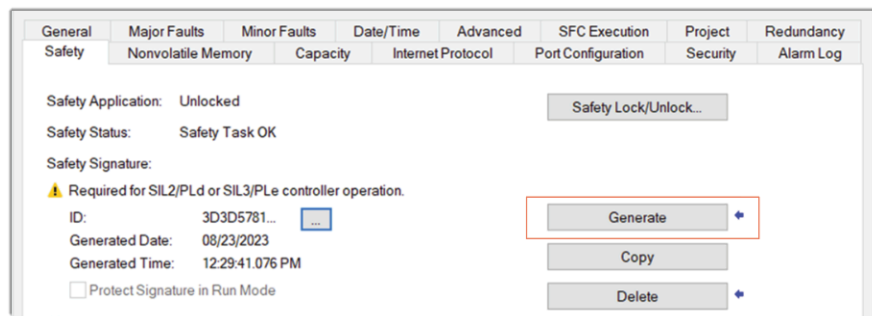 General Major Faults Minor Faults Date/Time Advanced SFC Execution Project Redundancy
Safety Nonvolatile Memory Capacity Internet Protocol Port Configuration Security Alarm Log
Safety Application: Unlocked Safety Lock/Unlock...
Safety Status: Safety Task OK
Safety Signature:
Required for SIL2/PLd or SIL3/PLe controller operation.
ID: 3D3D5781... ... Generate
Generated Date: 08/23/2023
Generated Time: 12:29:41.076 PM Copy
Protect Signature in Run Mode Delete